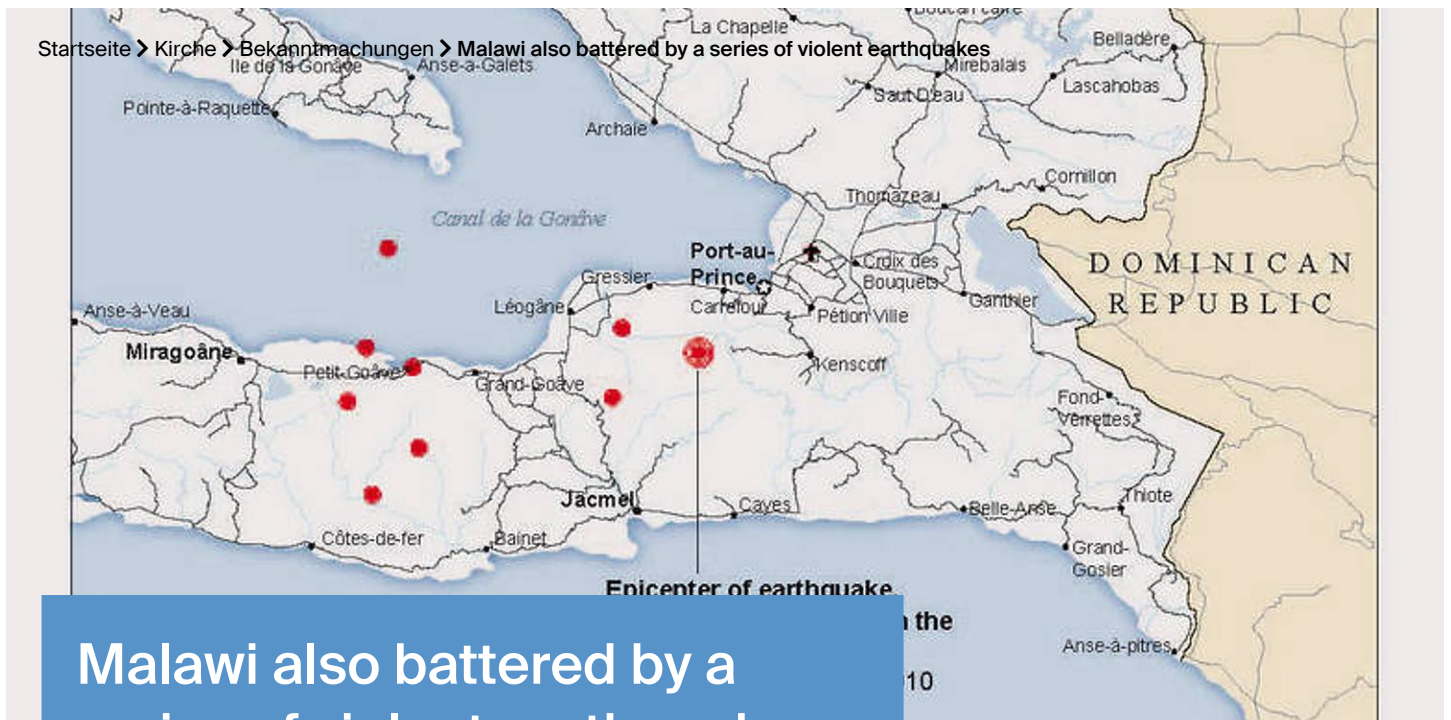 Boucan Carre
La Chapelle
Belladère
Startseite > Kirche > Bekanntmachungen > Malawi also battered by a series of violent earthquakes
Ile de la Gonâve
Anse-a-Galets
Mirebalais
Lascahobas
Saut D'eau
Pointe-à-Raquette
Archaie
Cornillon
Thomazeau
Canal de la Gonâve
Port-au-
Prince
Croix des
Bouquets
DOMINICAN
REPUBLIC
Gressier
Ganthier
Anse-à-Veau
Léogâne
Carrefour
Pétion Ville
Miragoâne
Kenscoff
Petit-Goâve
Grand-Goâve
Fond-
Verrettes
Jacmel
Cayes
Belle-Anse
Thiote
Côtes-de-fer
Bainet
Grand-
Gosier
Epicenter of earthquake
the
Anse-à-pitres
10
Malawi also battered by a